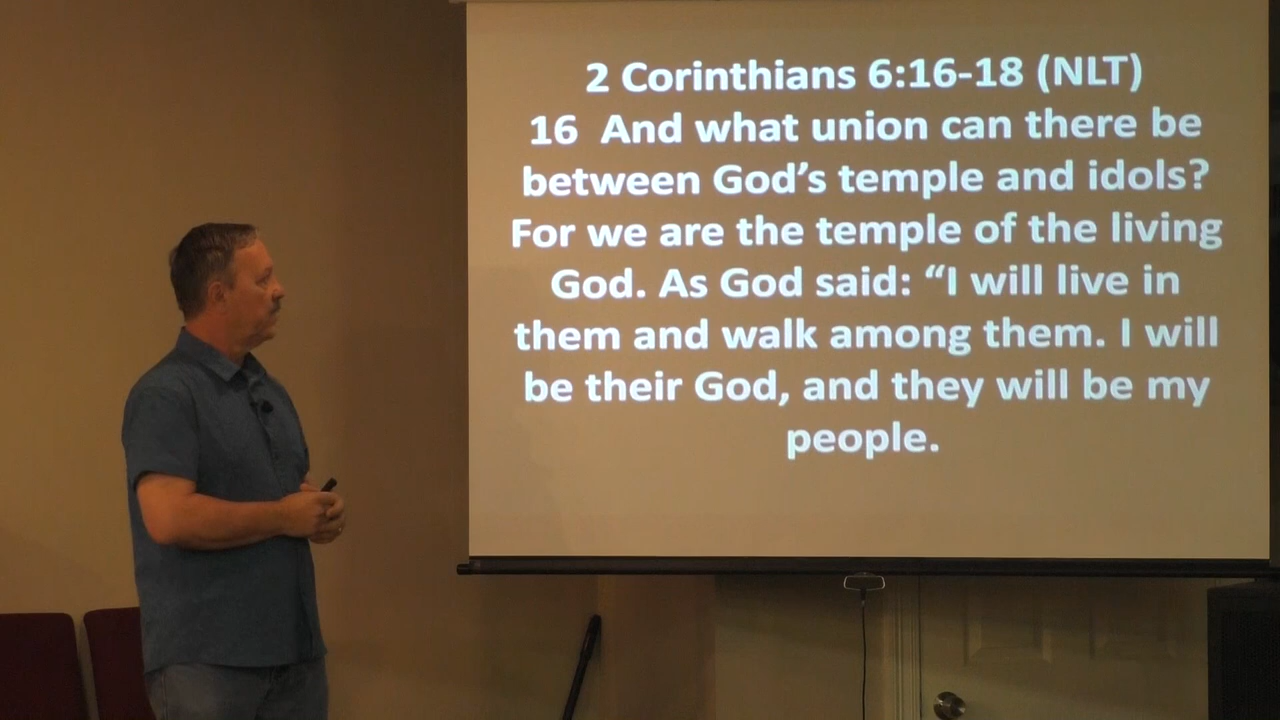 2 Corinthians 6:16-18 (NLT)
16  And what union can there be
between God’s temple and idols?
For we are the temple of the living
God. As God said: “I will live in
them and walk among them. I will
be their God, and they will be my
people.